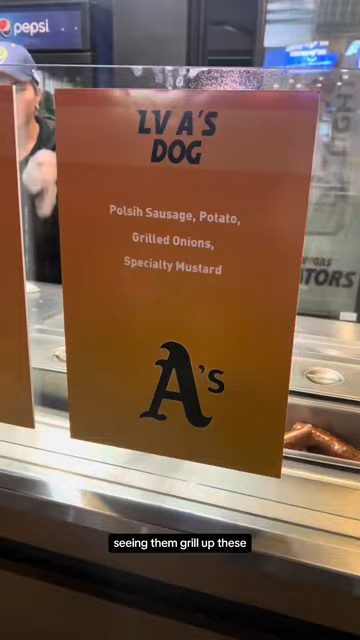 pepsi
LV A'S
DOG
Polsih Sausage, Potato,
Grilled Onions,
Specialty Mustard
A's
seeing them grill up these